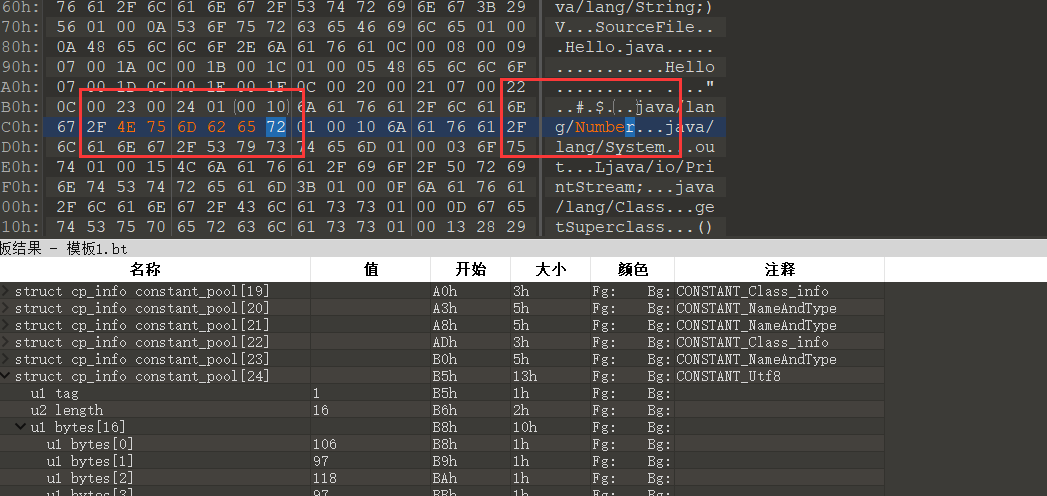 60h: 76 61 2F 6C 61 6E 67 2F 53 74 72 69 6E 67 3B 29 va/lang/String;)
70h: 56 01 00 0A 53 6F 75 72 63 65 46 69 6C 65 01 00 V...SourceFile..
80h: 0A 48 65 6C 6C 6F 2E 6A 61 76 61 0C 00 08 00 09 .Hello.java.....
90h: 07 00 1A 0C 00 1B 00 1C 01 00 05 48 65 6C 6C 6F ...........Hello
A0h: 07 00 1D 0C 00 1E 00 1F 0C 00 20 00 21 07 00 22 .......... .!.."
B0h: 0C 00 23 00 24 01 00 10 6A 61 76 61 2F 6C 61 6E ..#.$...java/lan
C0h: 67 2F 4E 75 6D 62 65 72 01 00 10 6A 61 76 61 2F g/Number...java/
D0h: 6C 61 6E 67 2F 53 79 73 74 65 6D 01 00 03 6F 75 lang/System...ou
E0h: 74 01 00 15 4C 6A 61 76 61 2F 69 6F 2F 50 72 69 t...Ljava/io/Pri
F0h: 6E 74 53 74 72 65 61 6D 3B 01 00 0F 6A 61 76 61 ntStream;...java
00h: 2F 6C 61 6E 67 2F 43 6C 61 73 73 01 00 0D 67 65 /lang/Class...ge
10h: 74 53 75 70 65 72 63 6C 61 73 73 01 00 13 28 29 tSuperclass...()
板结果 - 模板1.bt
名称 值 开始 大小 颜色 注释
struct cp_info constant_pool[19] A0h 3h Fg: Bg: CONSTANT_Class_info
struct cp_info constant_pool[20] A3h 5h Fg: Bg: CONSTANT_NameAndType
struct cp_info constant_pool[21] A8h 5h Fg: Bg: CONSTANT_NameAndType
struct cp_info constant_pool[22] ADh 3h Fg: Bg: CONSTANT_Class_info
struct cp_info constant_pool[23] B0h 5h Fg: Bg: CONSTANT_NameAndType
struct cp_info constant_pool[24] B5h 13h Fg: Bg: CONSTANT_Utf8
u1 tag 1 B5h 1h Fg: Bg:
u2 length 16 B6h 2h Fg: Bg:
u1 bytes[16] B8h 10h Fg: Bg:
u1 bytes[0] 106 B8h 1h Fg: Bg:
u1 bytes[1] 97 B9h 1h Fg: Bg:
u1 bytes[2] 118 BAh 1h Fg: Bg:
u1 bytes[3] 97 BBh 1h Fg: Bg: